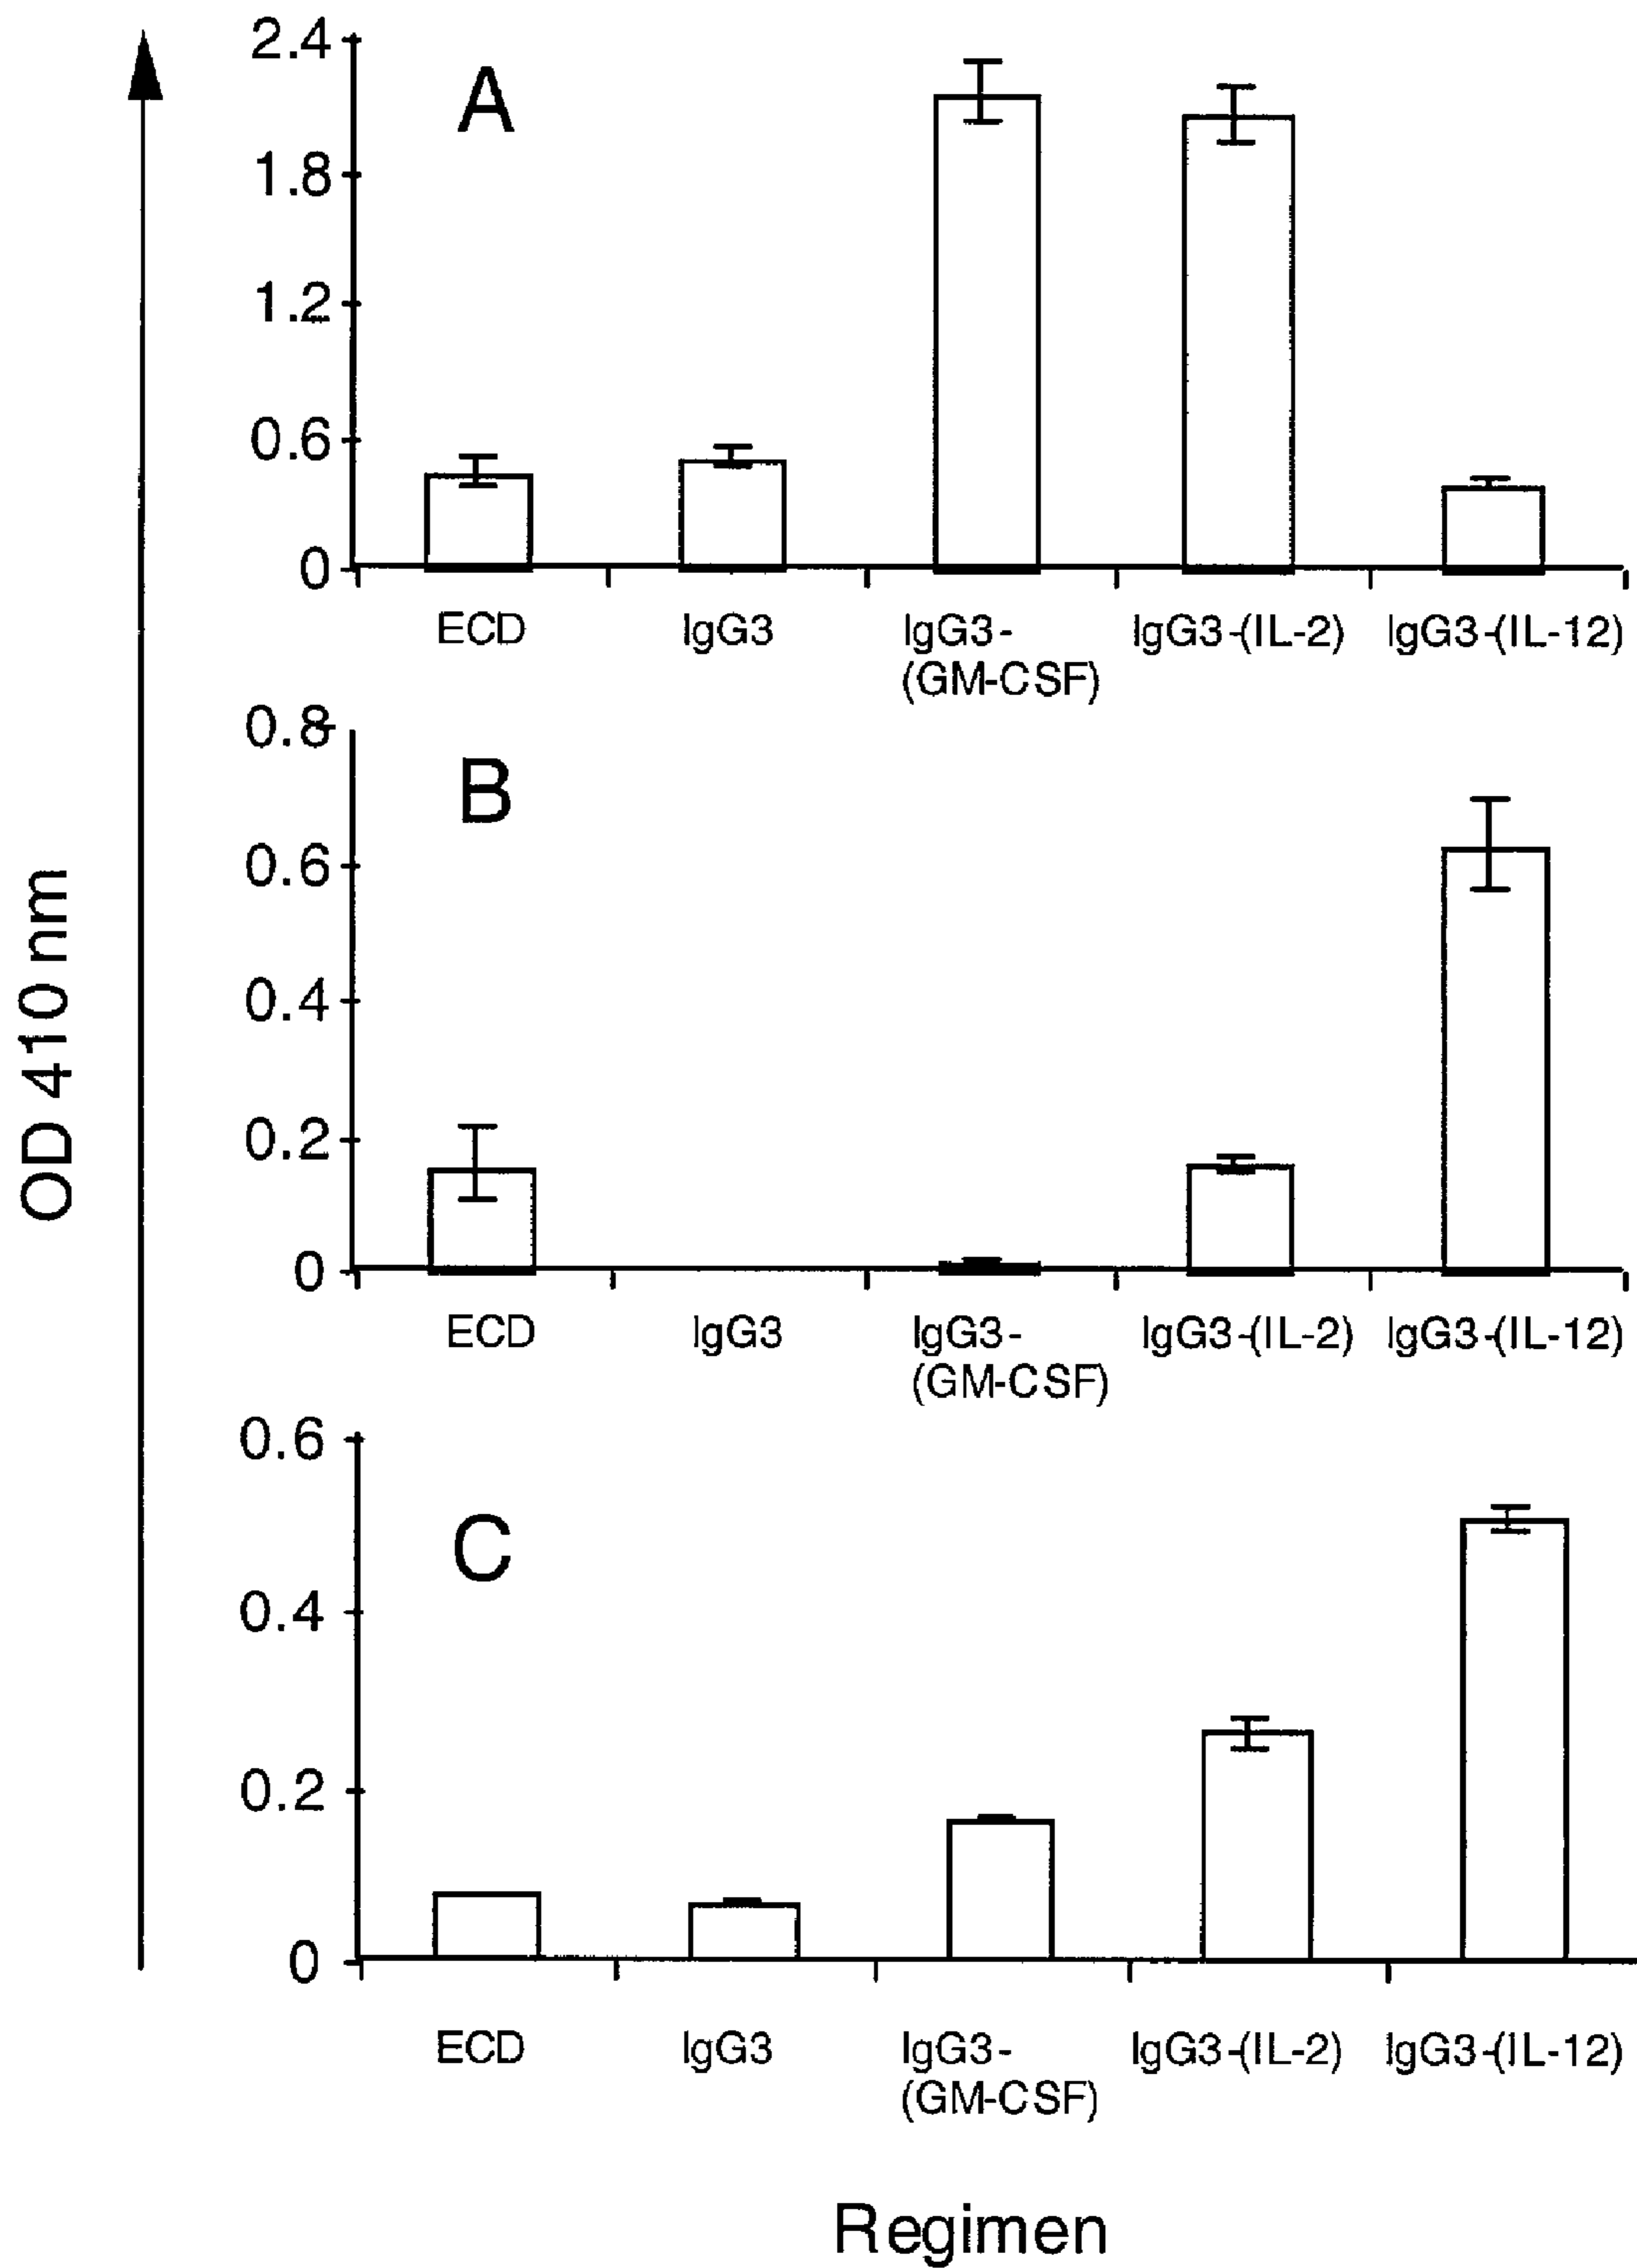 OD 410 nm
A
2.4
1.8
1.2
0.6
0
ECD IgG3 IgG3- IgG3-(IL-2) IgG3-(IL-12)
(GM-CSF)
B
0.8
0.6
0.4
0.2
0
ECD IgG3 IgG3- IgG3-(IL-2) IgG3-(IL-12)
(GM-CSF)
C
0.6
0.4
0.2
0
ECD IgG3 IgG3- IgG3-(IL-2) IgG3-(IL-12)
(GM-CSF)
Regimen